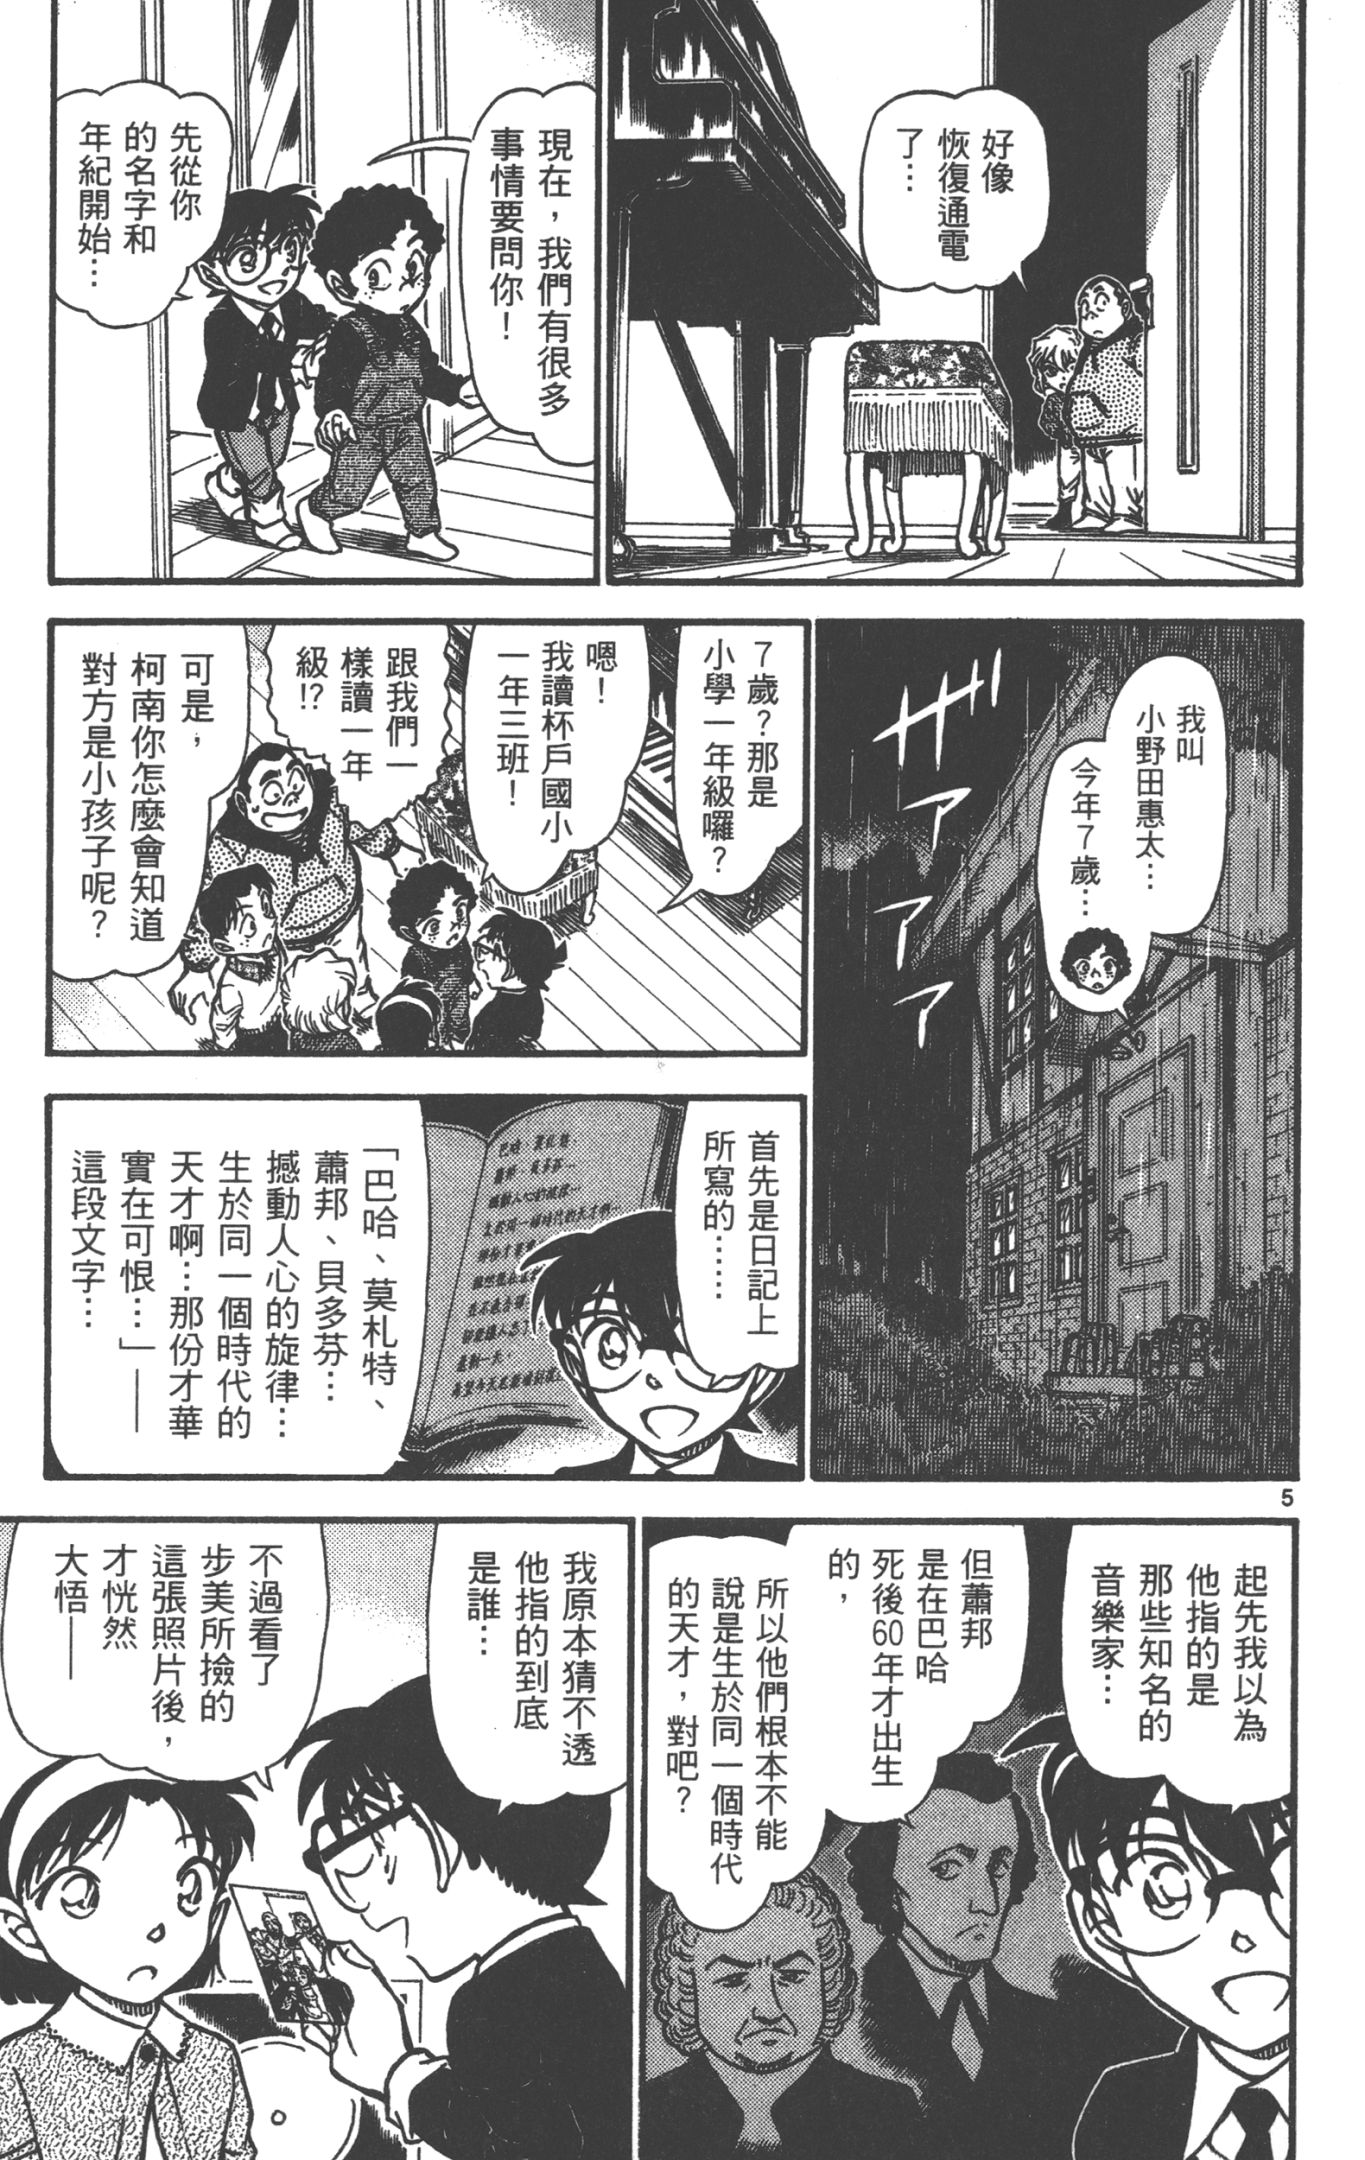 好像
恢復通電
了…
現在，我們有很多
事情要問你！
先從你
的名字和
年紀開始…
我叫
小野田惠太…
今年7歲…
ザアアア
7歲？那是
小學一年級囉？
嗯！
我讀杯戶國小
一年三班！
跟我們一
樣讀一年
級!?
可是，
柯南你怎麼會知道
對方是小孩子呢？
首先是日記上
所寫的……
「巴哈、莫札特、
蕭邦、貝多芬…
撼動人心的旋律…
生於同一個時代的
天才啊…那份才華
實在可恨…」——
這段文字…
5
起先我以為
他指的是
那些知名的
音樂家…
但蕭邦
是在巴哈
死後60年才出生
的，
所以他們根本不能
說是生於同一個時代
的天才，對吧？
我原本猜不透
他指的到底
是誰…
不過看了
步美所撿的
這張照片後，
才恍然
大悟——